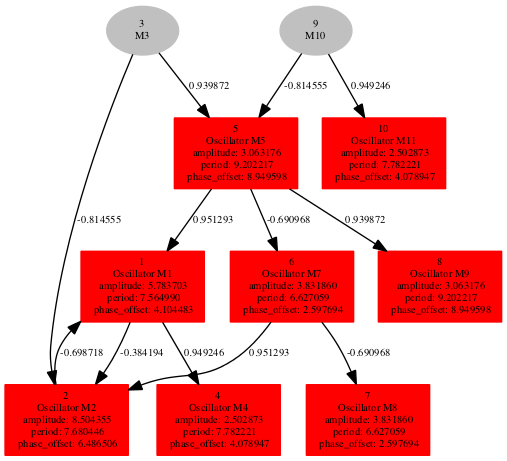 3
M3
9
M10
0.939872
-0.814555
0.949246
5
Oscillator M5
amplitude: 3.063176
period: 9.202217
phase_offset: 8.949598
10
Oscillator M11
amplitude: 2.502873
period: 7.782221
phase_offset: 4.078947
-0.814555
0.951293
-0.690968
0.939872
1
Oscillator M1
amplitude: 5.783703
period: 7.564990
phase_offset: 4.104483
6
Oscillator M7
amplitude: 3.831860
period: 6.627059
phase_offset: 2.597694
8
Oscillator M9
amplitude: 3.063176
period: 9.202217
phase_offset: 8.949598
-0.698718
-0.384194
0.949246
0.951293
-0.690968
2
Oscillator M2
amplitude: 8.504355
period: 7.680446
phase_offset: 6.486506
4
Oscillator M4
amplitude: 2.502873
period: 7.782221
phase_offset: 4.078947
7
Oscillator M8
amplitude: 3.831860
period: 6.627059
phase_offset: 2.597694